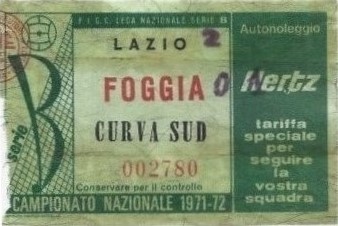 F I G C LEGA NAZIONALE SERIE B
LAZIO 2
FOGGIA 0
CURVA SUD
002780
Conservare per il controllo
Serie
B
CAMPIONATO NAZIONALE 1971-72
Autonoleggio
Hertz
tariffa
speciale
per
seguire
la
vostra
squadra